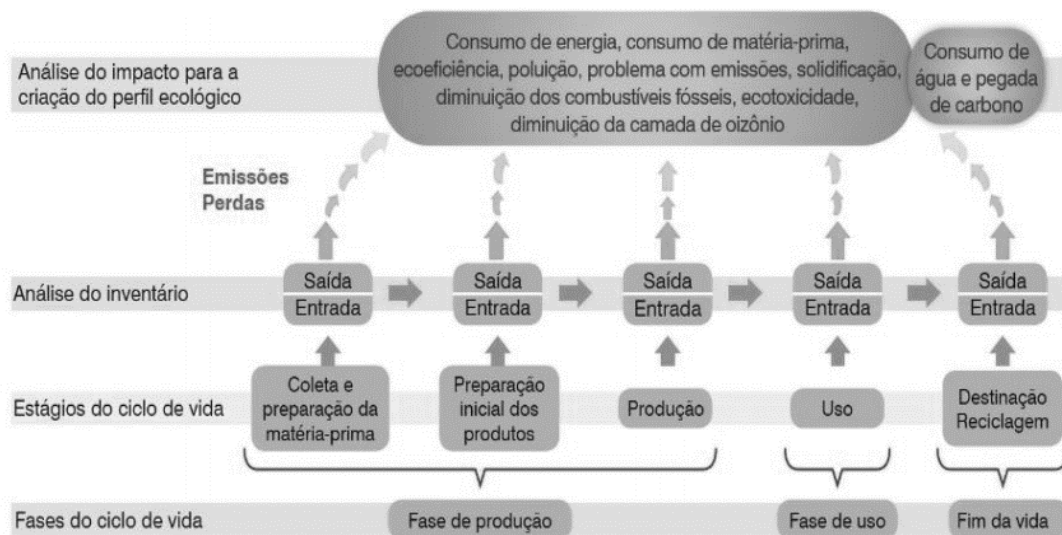 Análise do impacto para a
criação do perfil ecológico
Consumo de energia, consumo de matéria-prima,
ecoeficiência, poluição, problema com emissões, solidificação,
diminuição dos combustíveis fósseis, ecotoxicidade,
diminuição da camada de oizônio
Consumo de
água e pegada
de carbono
Emissões
Perdas
Análise do inventário
Saída
Entrada
Saída
Entrada
Saída
Entrada
Saída
Entrada
Saída
Entrada
Estágios do ciclo de vida
Coleta e
preparação da
matéria-prima
Preparação
inicial dos
produtos
Produção
Uso
Destinação
Reciclagem
Fases do ciclo de vida
Fase de produção
Fase de uso
Fim da vida